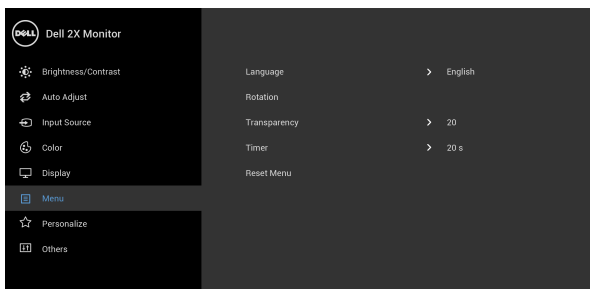 DELL Dell 2X Monitor
Brightness/Contrast
Auto Adjust
Input Source
Color
Display
Menu
Personalize
Others
Language > English
Rotation
Transparency > 20
Timer > 20 s
Reset Menu